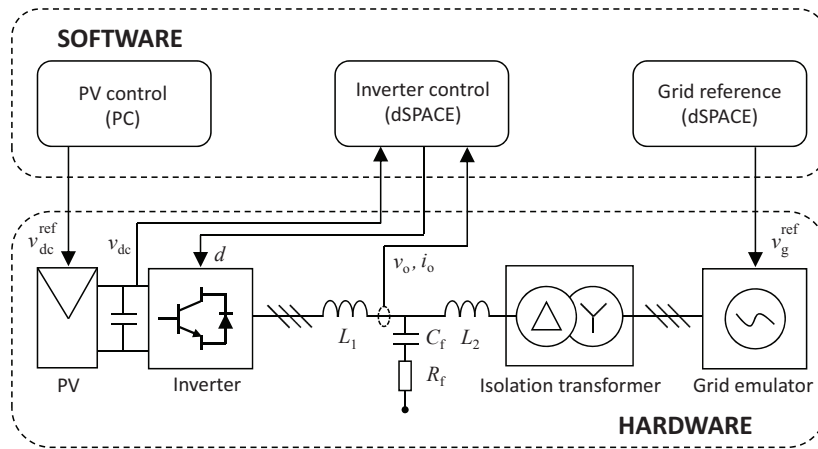 SOFTWARE
PV control
(PC)
Inverter control
(dSPACE)
Grid reference
(dSPACE)
v_dc^ref
v_dc
d
v_o, i_o
v_g^ref
L_1
C_f
L_2
R_f
PV
Inverter
Isolation transformer
Grid emulator
HARDWARE